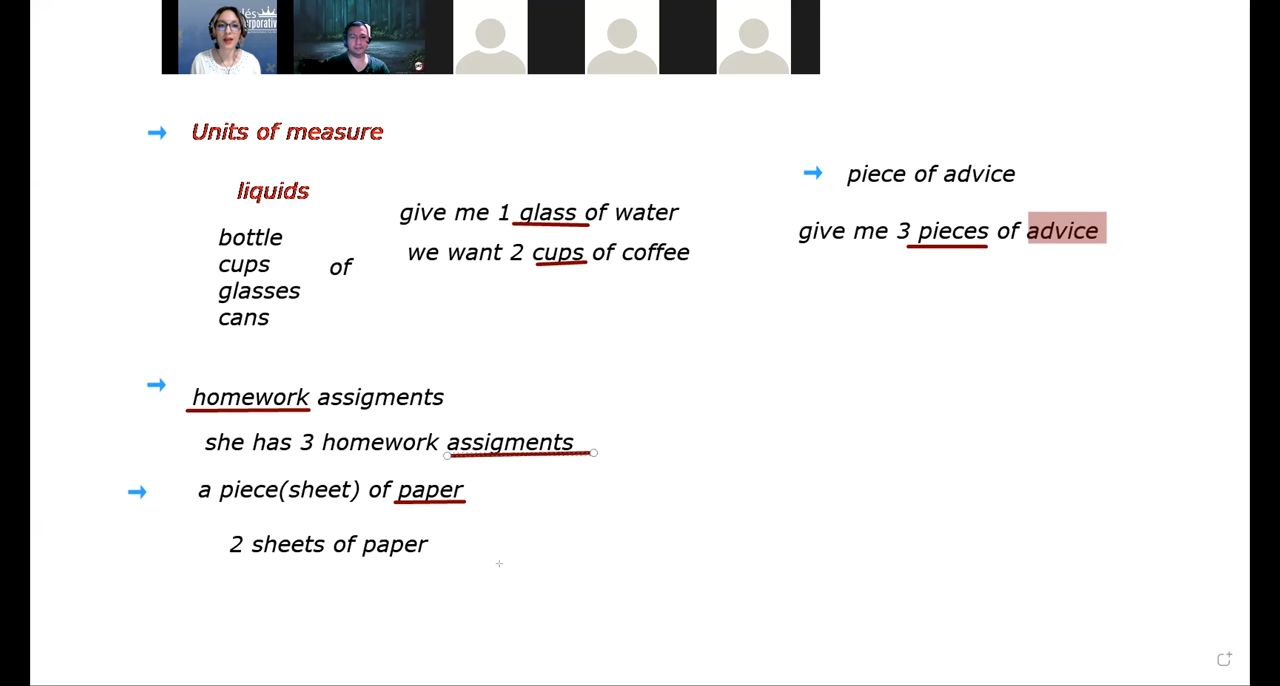 lés
orporativ
Units of measure
liquids
bottle
cups
glasses
cans
of
give me 1 glass of water
we want 2 cups of coffee
piece of advice
give me 3 pieces of advice
homework assigments
she has 3 homework assigments
a piece(sheet) of paper
2 sheets of paper